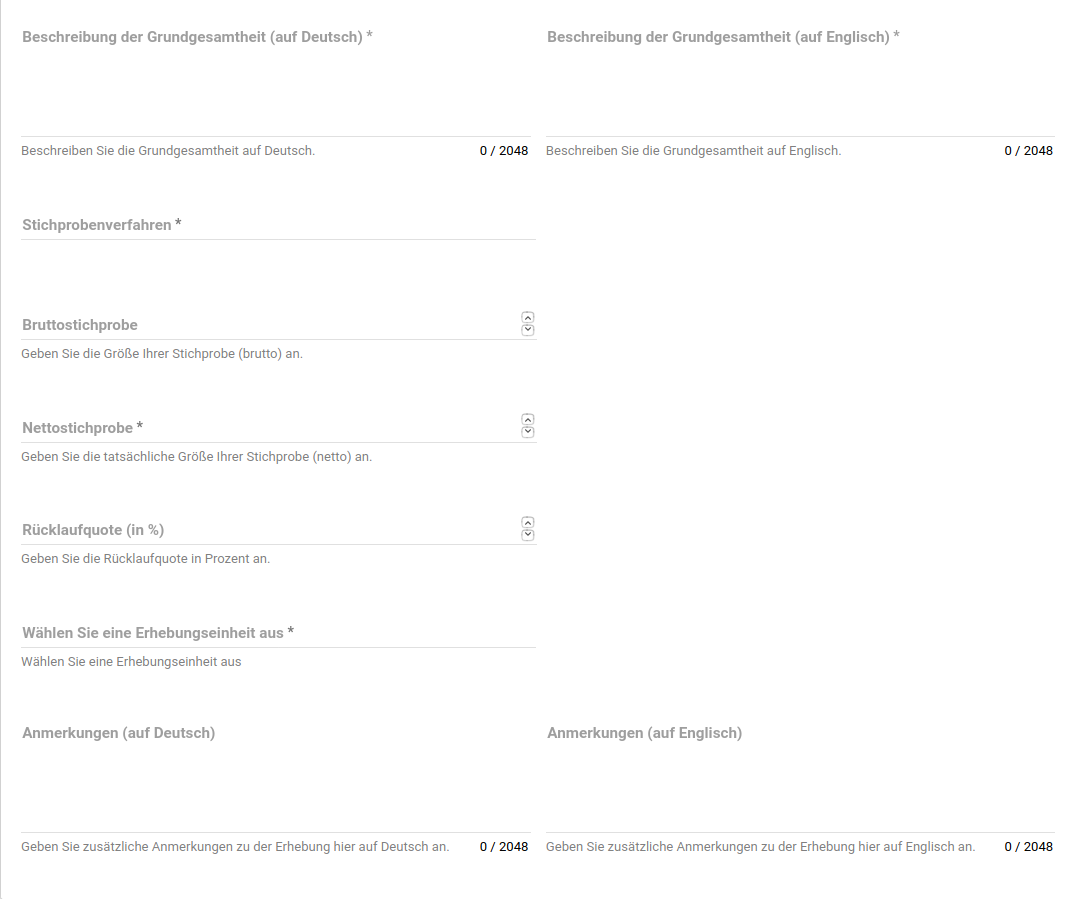 Beschreibung der Grundgesamtheit (auf Deutsch) *
Beschreibung der Grundgesamtheit (auf Englisch) *
Beschreiben Sie die Grundgesamtheit auf Deutsch.
0 / 2048
Beschreiben Sie die Grundgesamtheit auf Englisch.
0 / 2048
Stichprobenverfahren *
Bruttostichprobe
Geben Sie die Größe Ihrer Stichprobe (brutto) an.
Nettostichprobe *
Geben Sie die tatsächliche Größe Ihrer Stichprobe (netto) an.
Rücklaufquote (in %)
Geben Sie die Rücklaufquote in Prozent an.
Wählen Sie eine Erhebungseinheit aus *
Wählen Sie eine Erhebungseinheit aus
Anmerkungen (auf Deutsch)
Anmerkungen (auf Englisch)
Geben Sie zusätzliche Anmerkungen zu der Erhebung hier auf Deutsch an.
0 / 2048
Geben Sie zusätzliche Anmerkungen zu der Erhebung hier auf Englisch an.
0 / 2048